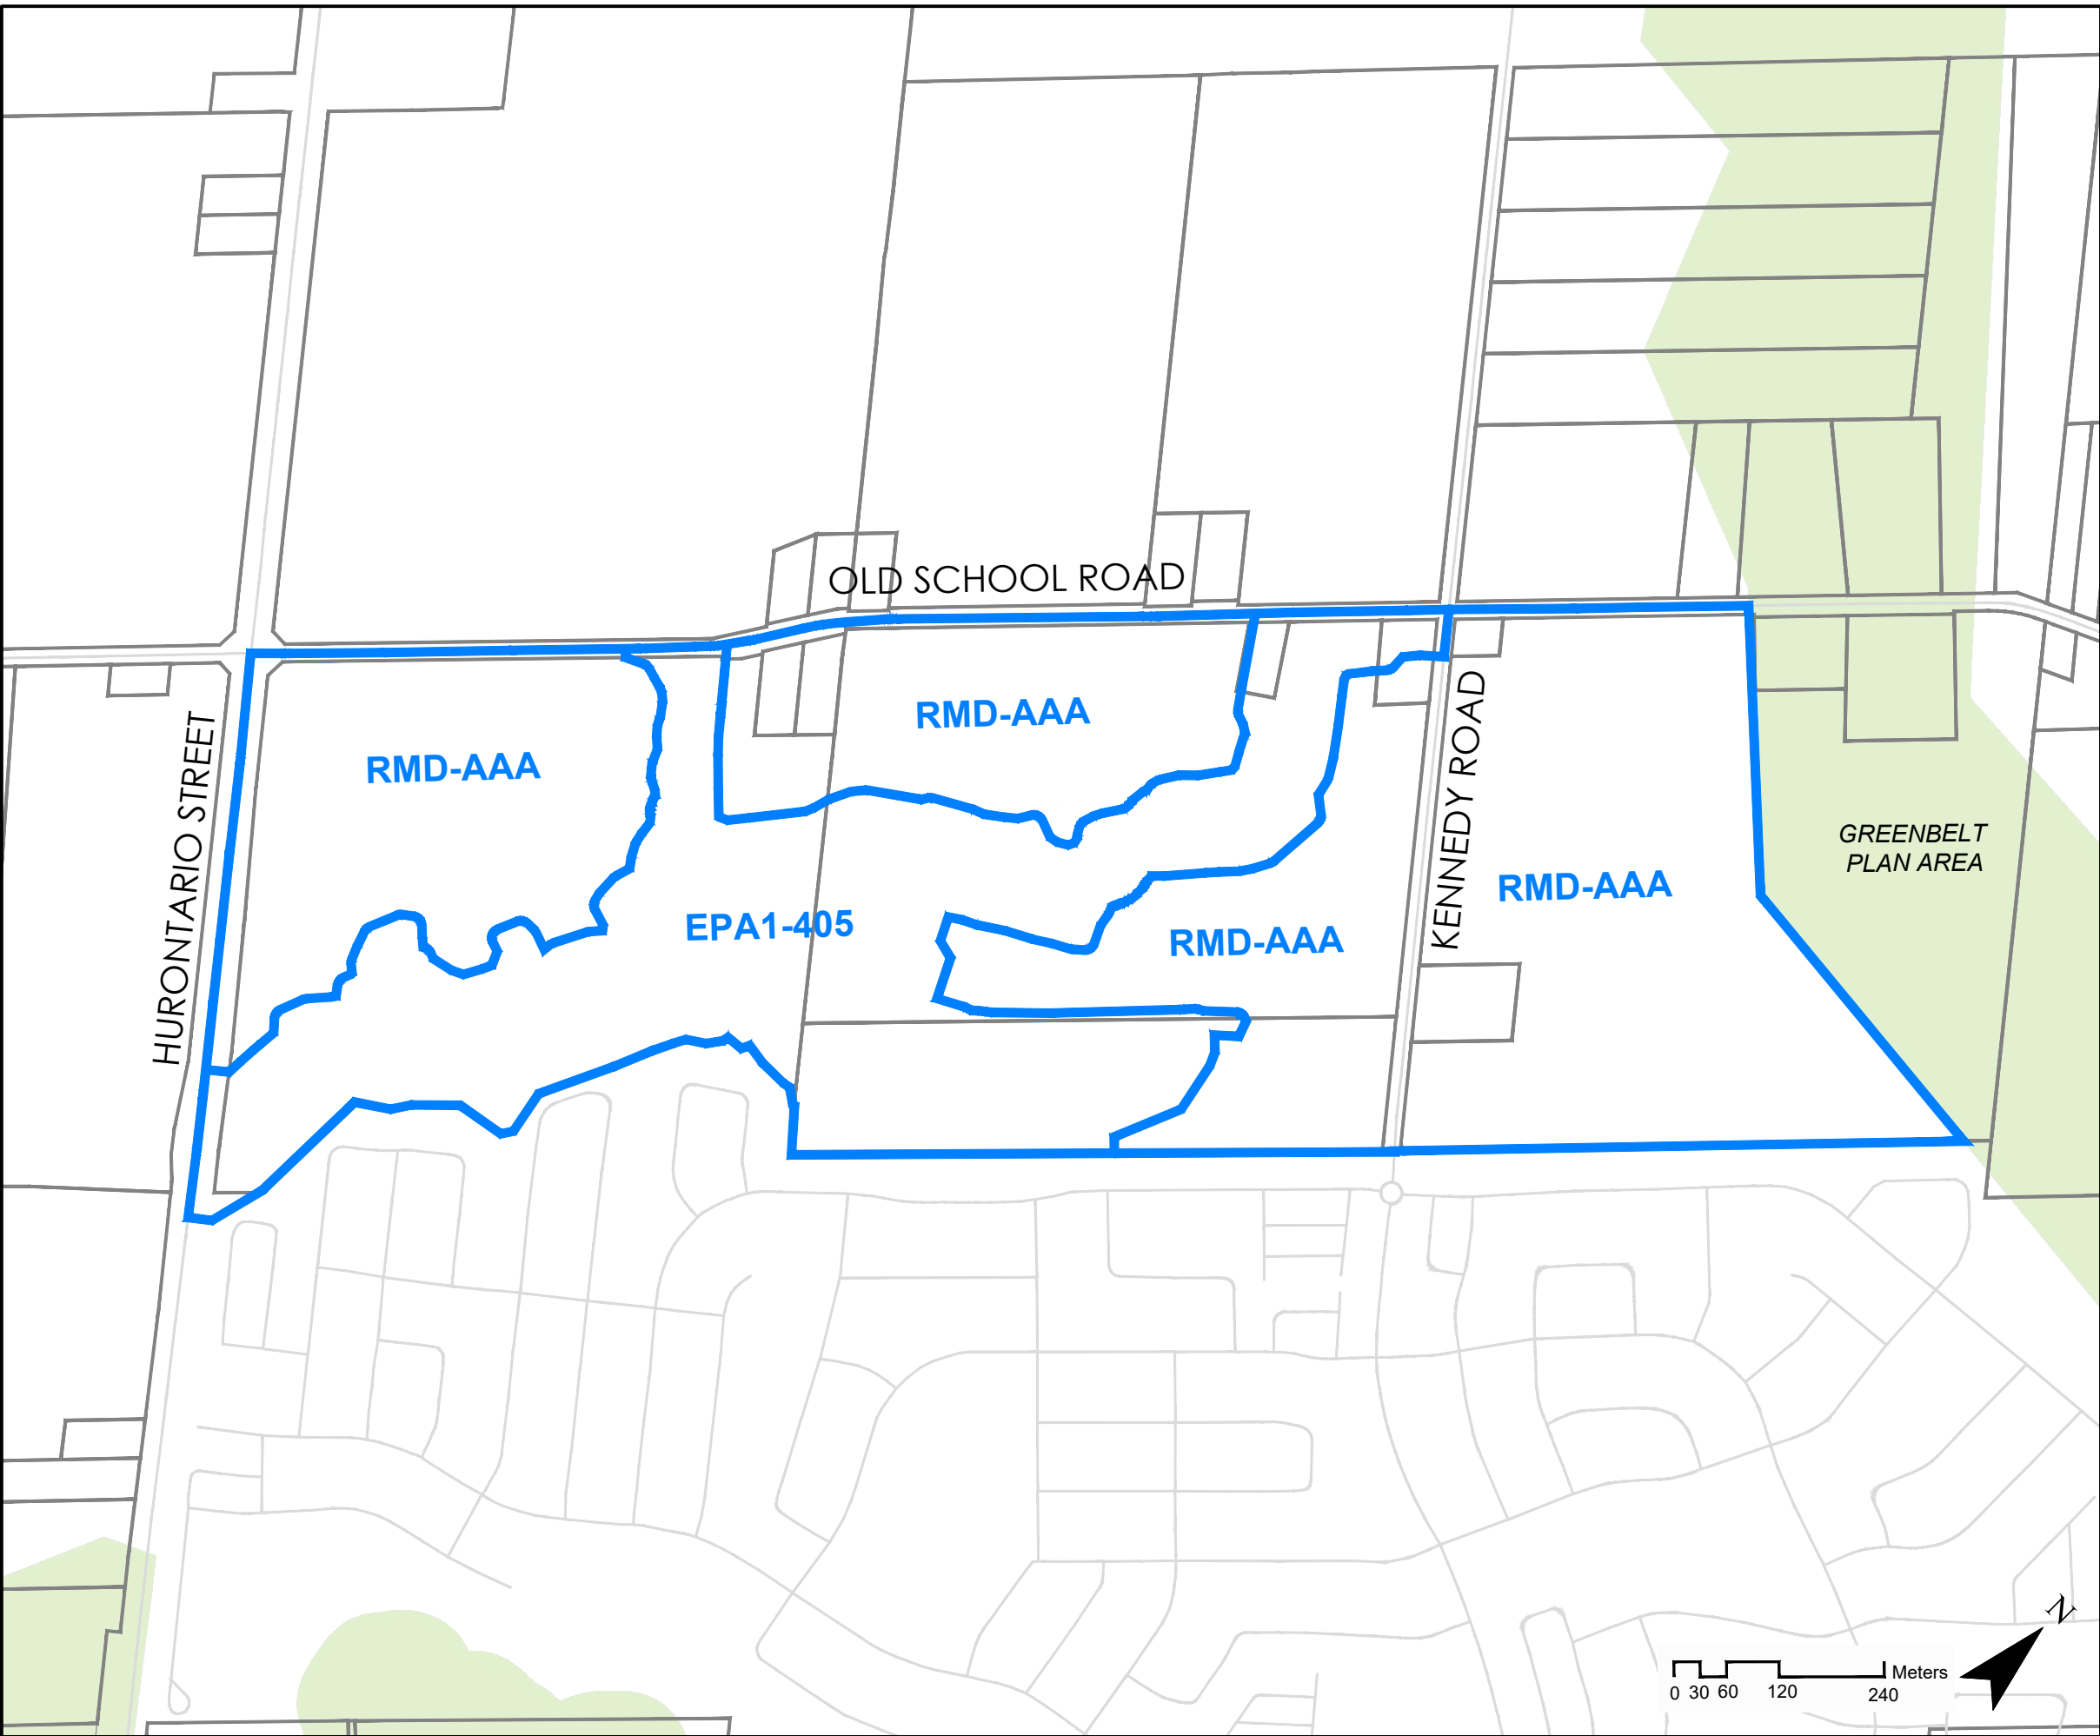 OLD SCHOOL ROAD
RMD-AAA
RMD-AAA
HURONTARIO STREET
KENNEDY ROAD
GREENBELT
PLAN AREA
RMD-AAA
EPA1-405
RMD-AAA
N
Meters
0 30 60 120 240